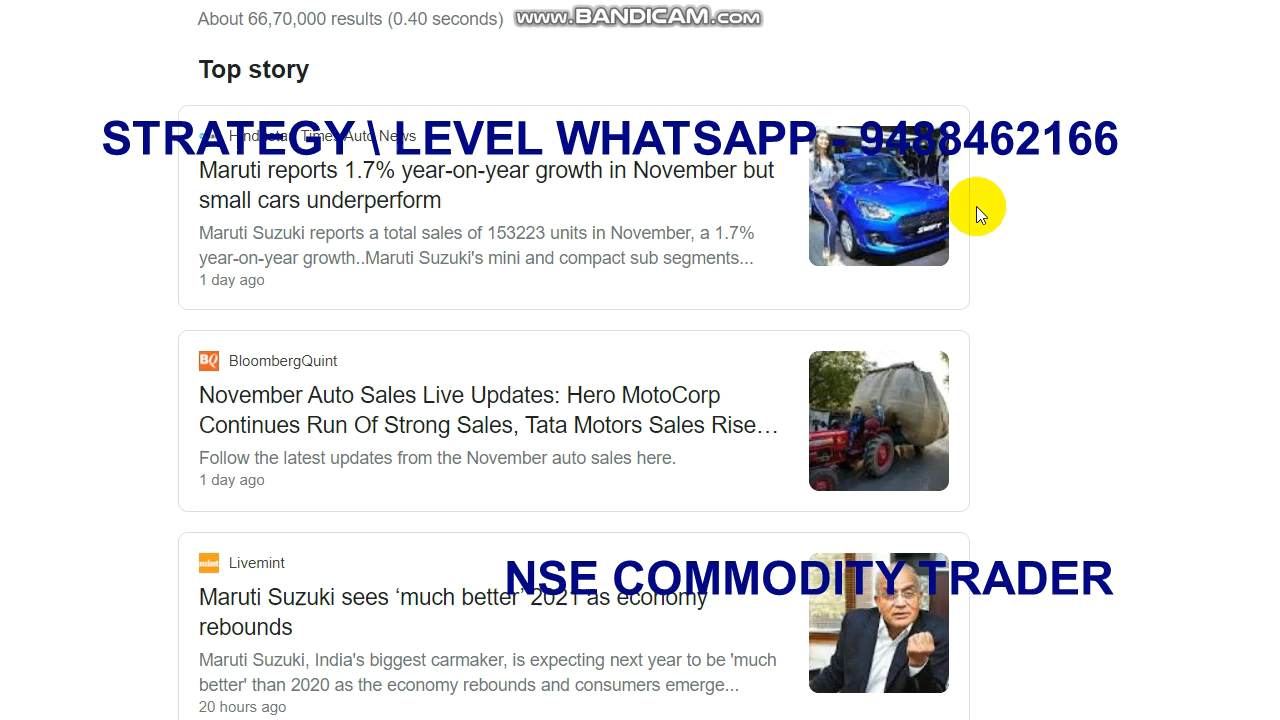 About 66,70,000 results (0.40 seconds)
www.BANDICAM.com
Top story
STRATEGY \ LEVEL WHATSAPP - 9488462166
Hindustan Times Auto News
Maruti reports 1.7% year-on-year growth in November but
small cars underperform
Maruti Suzuki reports a total sales of 153223 units in November, a 1.7%
year-on-year growth..Maruti Suzuki's mini and compact sub segments...
1 day ago
SWIFT
BQ
BloombergQuint
November Auto Sales Live Updates: Hero MotoCorp
Continues Run Of Strong Sales, Tata Motors Sales Rise…
Follow the latest updates from the November auto sales here.
1 day ago
mint
Livemint
NSE COMMODITY TRADER
Maruti Suzuki sees ‘much better’ 2021 as economy
rebounds
Maruti Suzuki, India's biggest carmaker, is expecting next year to be 'much
better' than 2020 as the economy rebounds and consumers emerge...
20 hours ago